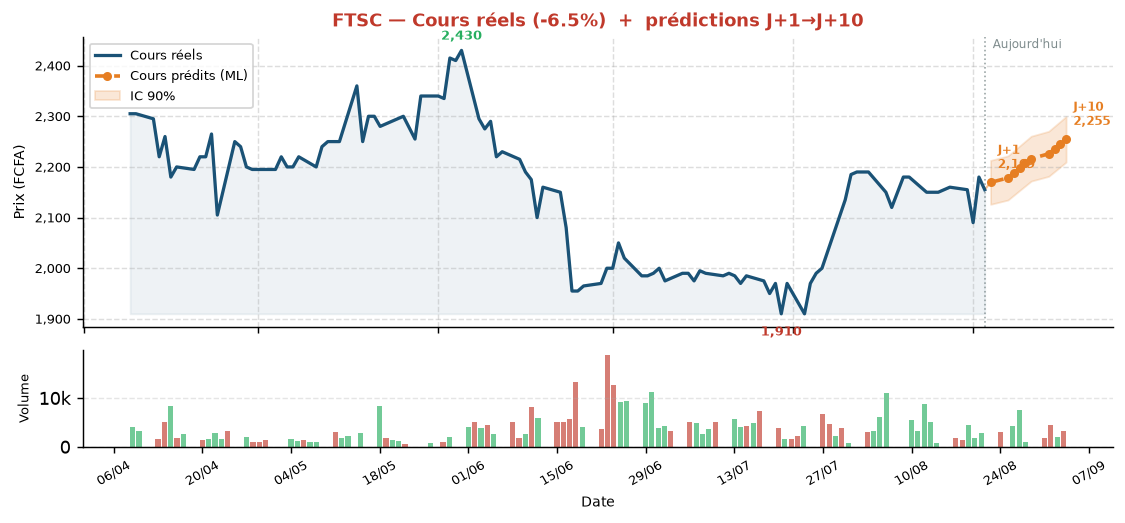 FTSC — Cours réels (-6.5%)  +  prédictions J+1→J+10
2,430
Aujourd'hui
Cours réels
Cours prédits (ML)
IC 90%
J+10
2,255
J+1
Prix (FCFA)
2,400
2,300
2,200
2,100
2,000
1,900
1,910
Volume
10k
0
06/04
20/04
04/05
18/05
01/06
15/06
29/06
13/07
27/07
10/08
24/08
07/09
Date